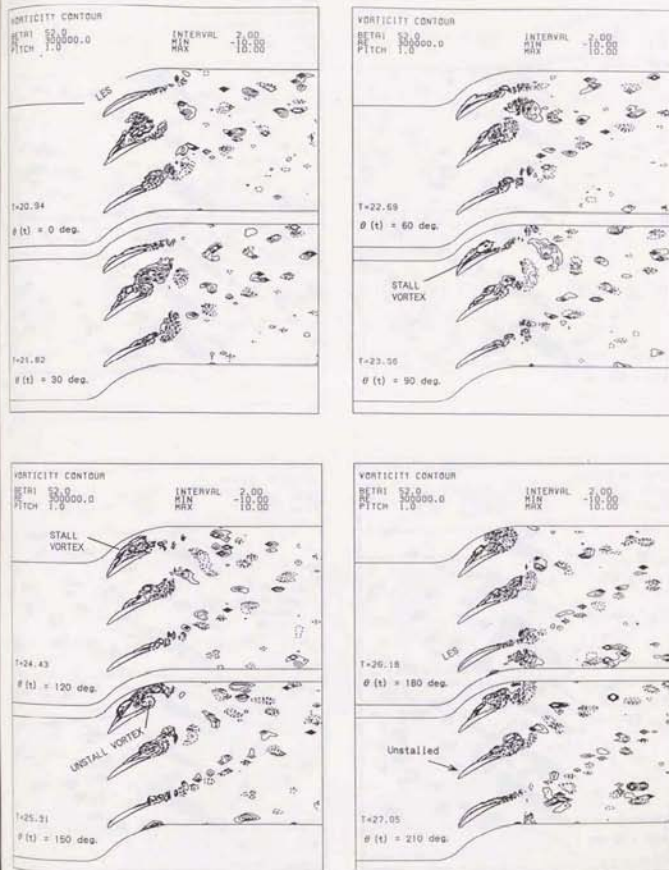 VORTICITY CONTOUR
BETA1 52.0
RE 300000.0
PITCH 1.0
INTERVAL 2.00
MIN -10.00
MAX 10.00
LES
T=20.94
θ(t) = 0 deg.
T=21.82
θ(t) = 30 deg.
VORTICITY CONTOUR
BETA1 52.0
RE 300000.0
PITCH 1.0
INTERVAL 2.00
MIN -10.00
MAX 10.00
T=22.69
θ(t) = 60 deg.
STALL
VORTEX
T=23.56
θ(t) = 90 deg.
VORTICITY CONTOUR
BETA1 52.0
RE 300000.0
PITCH 1.0
INTERVAL 2.00
MIN -10.00
MAX 10.00
STALL
VORTEX
T=24.43
θ(t) = 120 deg.
UNSTALL VORTEX
T=25.31
θ(t) = 150 deg.
VORTICITY CONTOUR
BETA1 52.0
RE 300000.0
PITCH 1.0
INTERVAL 2.00
MIN -10.00
MAX 10.00
LES
T=26.18
θ(t) = 180 deg.
Unstalled
T=27.05
θ(t) = 210 deg.